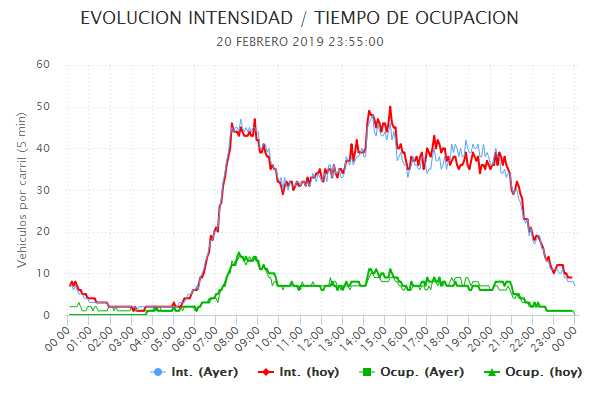 EVOLUCION INTENSIDAD / TIEMPO DE OCUPACION
20 FEBRERO 2019 23:55:00
Vehiculos por carril (5 min)
60
50
40
30
20
10
0
00:00 01:00 02:00 03:00 04:00 05:00 06:00 07:00 08:00 09:00 10:00 11:00 12:00 13:00 14:00 15:00 16:00 17:00 18:00 19:00 20:00 21:00 22:00 23:00 00:00
Int. (Ayer) Int. (hoy) Ocup. (Ayer) Ocup. (hoy)